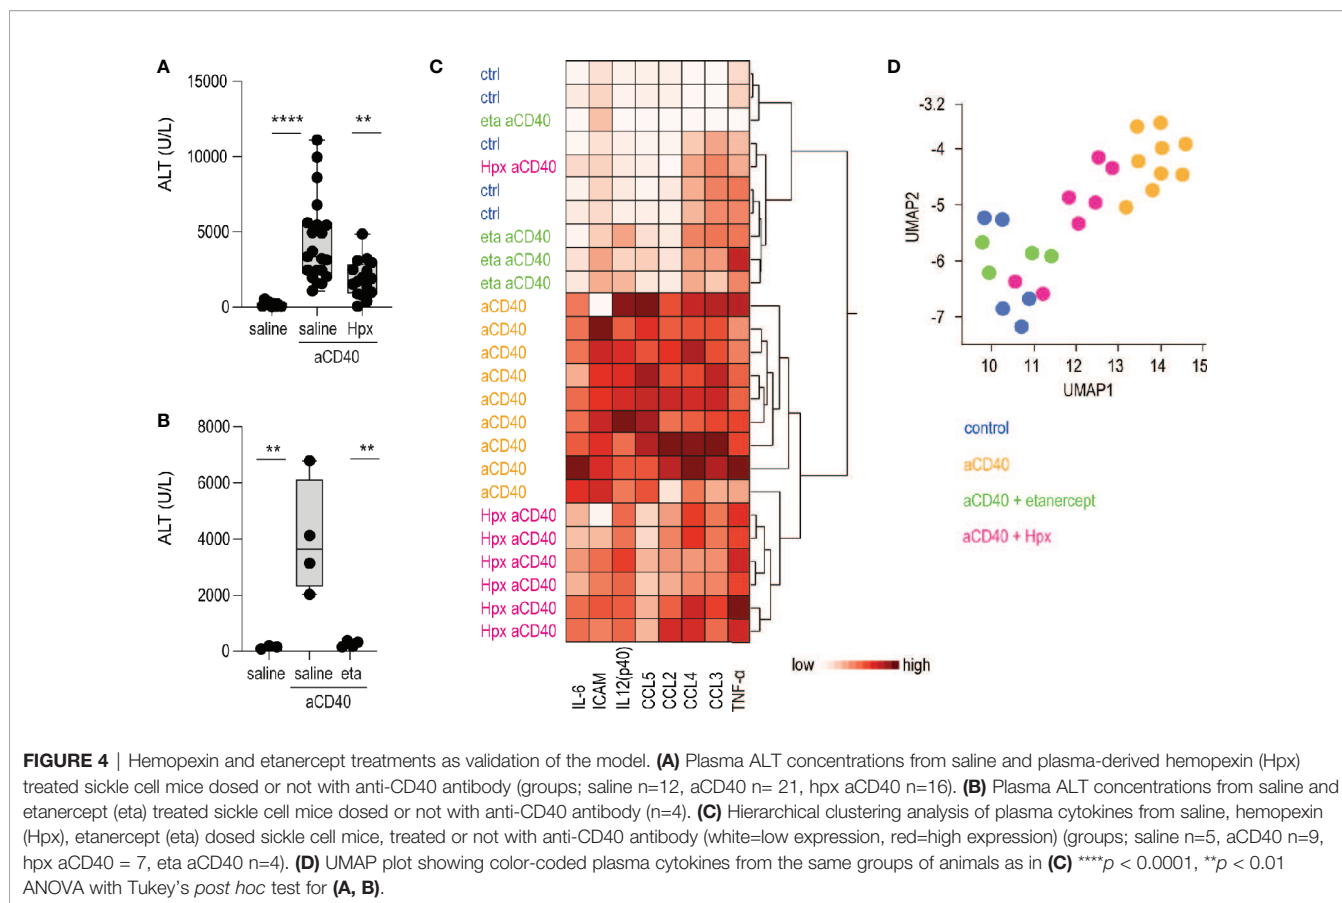 A
15000
10000
5000
0
ALT (U/L)
****
**
saline
saline
Hpx
aCD40
B
8000
6000
4000
2000
0
ALT (U/L)
**
**
saline
saline
eta
aCD40
C
ctrl
ctrl
eta aCD40
ctrl
Hpx aCD40
ctrl
ctrl
eta aCD40
eta aCD40
eta aCD40
aCD40
aCD40
aCD40
aCD40
aCD40
aCD40
aCD40
aCD40
aCD40
Hpx aCD40
Hpx aCD40
Hpx aCD40
Hpx aCD40
Hpx aCD40
Hpx aCD40
IL-6
ICAM
IL12(p40)
CCL5
CCL2
CCL4
CCL3
TNF-α
low
high
D
-3.2
-4
-5
-6
-7
UMAP2
10
11
12
13
14
15
UMAP1
control
aCD40
aCD40 + etanercept
aCD40 + Hpx
FIGURE 4 | Hemopexin and etanercept treatments as validation of the model. (A) Plasma ALT concentrations from saline and plasma-derived hemopexin (Hpx)
treated sickle cell mice dosed or not with anti-CD40 antibody (groups; saline n=12, aCD40 n= 21, hpx aCD40 n=16). (B) Plasma ALT concentrations from saline and
etanercept (eta) treated sickle cell mice dosed or not with anti-CD40 antibody (n=4). (C) Hierarchical clustering analysis of plasma cytokines from saline, hemopexin
(Hpx), etanercept (eta) dosed sickle cell mice, treated or not with anti-CD40 antibody (white=low expression, red=high expression) (groups; saline n=5, aCD40 n=9,
hpx aCD40 = 7, eta aCD40 n=4). (D) UMAP plot showing color-coded plasma cytokines from the same groups of animals as in (C) ****p < 0.0001, **p < 0.01
ANOVA with Tukey's post hoc test for (A, B).